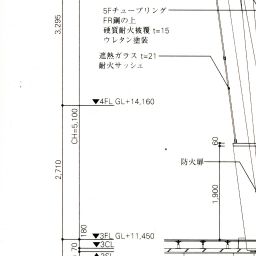 5Fチューブリング
FR鋼の上
硬質耐火被覆 t=15
ウレタン塗装
遮熱ガラス t=21
耐火サッシュ
3,295
▼4FL GL+14,160
CH=5,100
2,710
60
防火扉
1,900
180
▼3FL GL+11,450
▼3CL
70